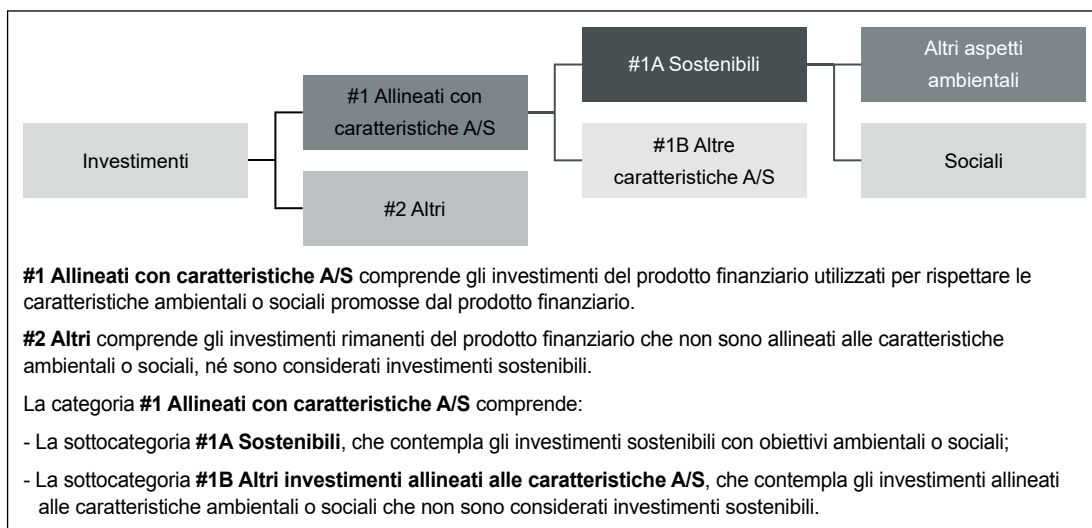 #1A Sostenibili
Altri aspetti
ambientali
#1 Allineati con
caratteristiche A/S
Investimenti
#1B Altre
caratteristiche A/S
Sociali
#2 Altri
#1 Allineati con caratteristiche A/S comprende gli investimenti del prodotto finanziario utilizzati per rispettare le
caratteristiche ambientali o sociali promosse dal prodotto finanziario.
#2 Altri comprende gli investimenti rimanenti del prodotto finanziario che non sono allineati alle caratteristiche
ambientali o sociali, né sono considerati investimenti sostenibili.
La categoria #1 Allineati con caratteristiche A/S comprende:
- La sottocategoria #1A Sostenibili, che contempla gli investimenti sostenibili con obiettivi ambientali o sociali;
- La sottocategoria #1B Altri investimenti allineati alle caratteristiche A/S, che contempla gli investimenti allineati
alle caratteristiche ambientali o sociali che non sono considerati investimenti sostenibili.